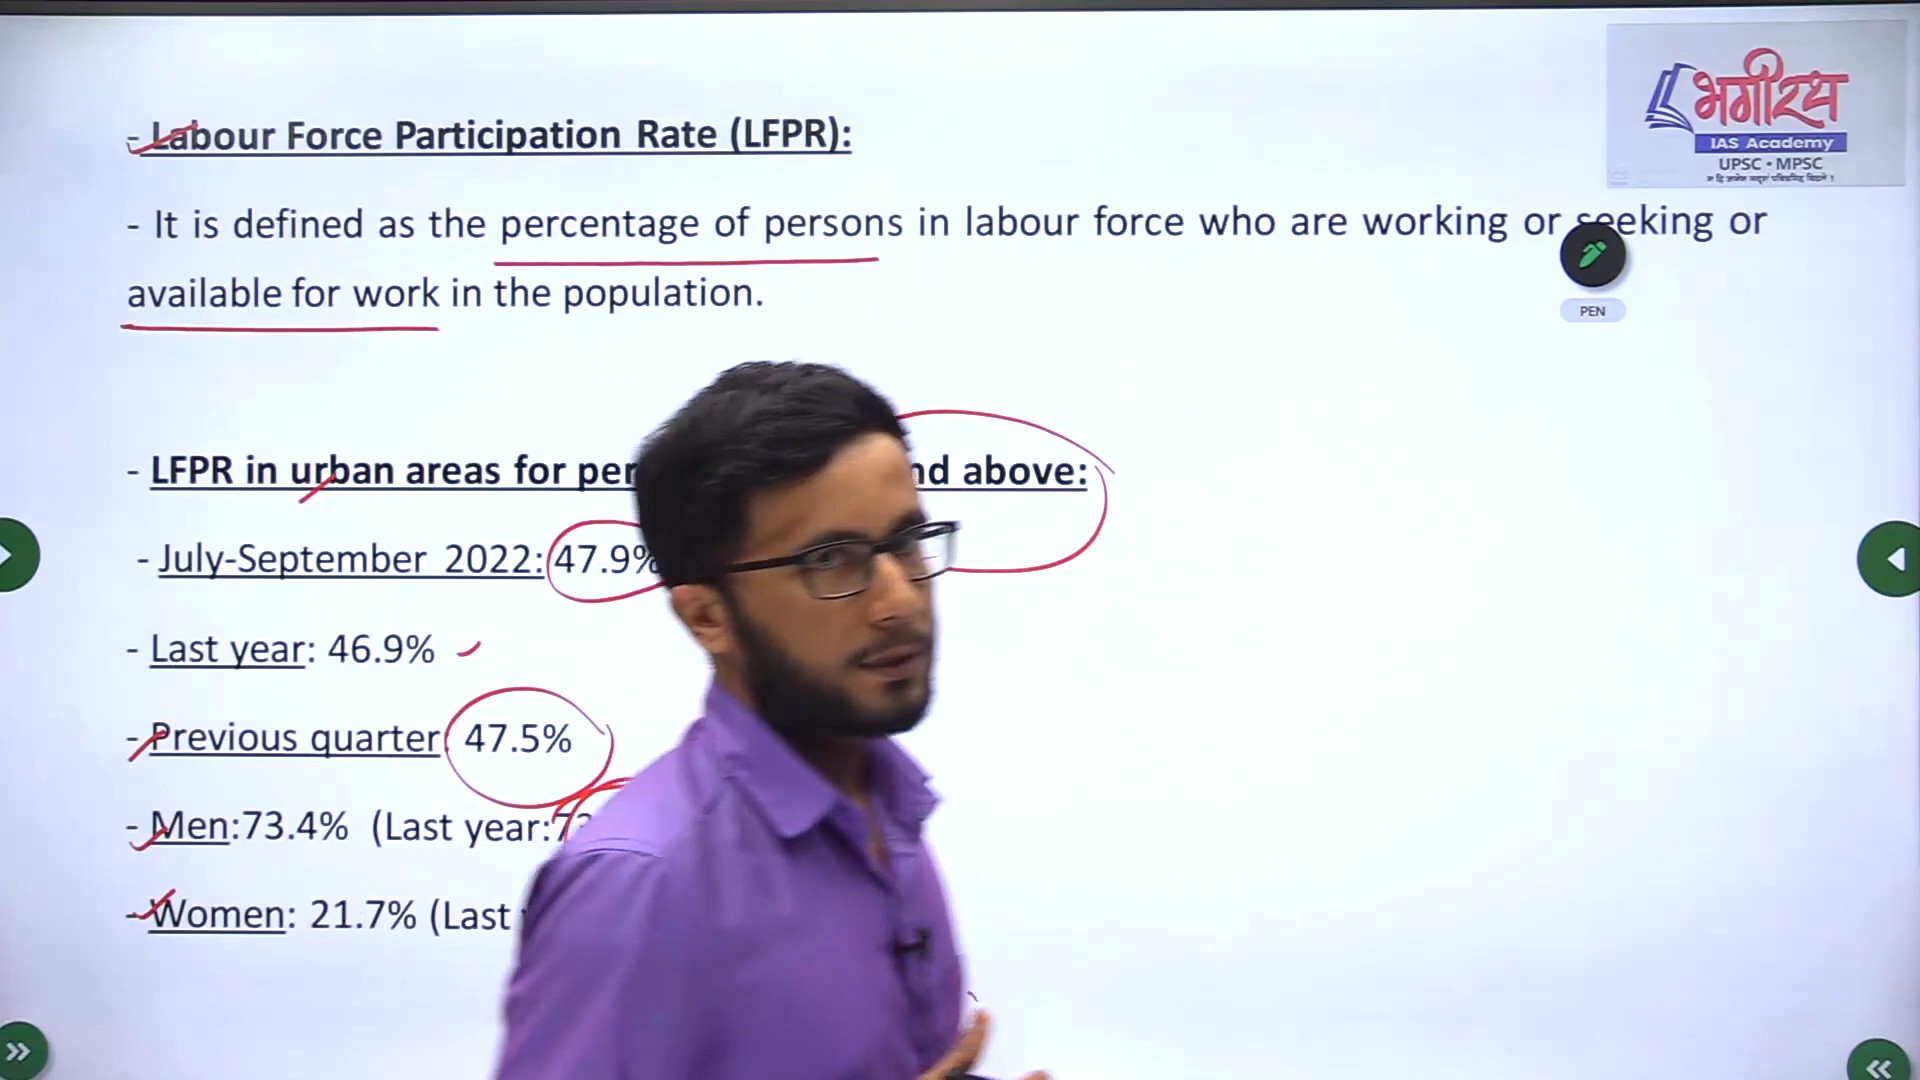 भगीरथ
IAS Academy
UPSC • MPSC
- Labour Force Participation Rate (LFPR):
- It is defined as the percentage of persons in labour force who are working or seeking or
available for work in the population.
PEN
- LFPR in urban areas for above:
- July-September 2022: 47.9%
- Last year: 46.9%
- Previous quarter 47.5%
- Men:73.4% (Last year:
- Women: 21.7% (Last